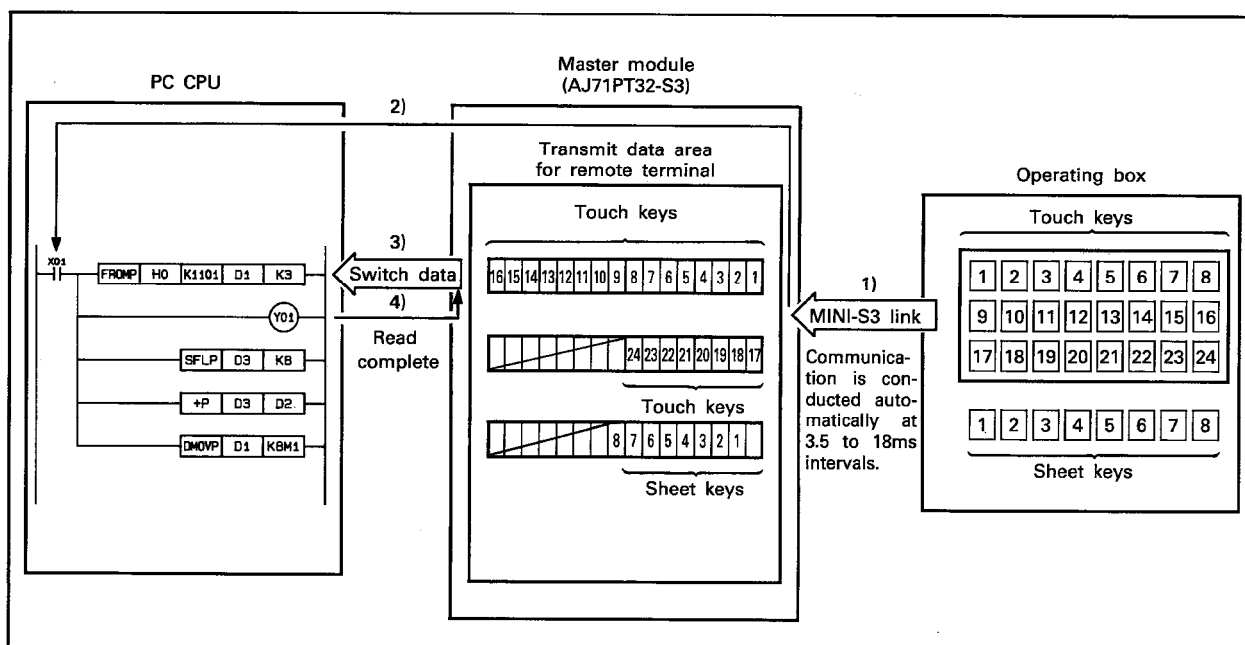 PC CPU
2)
X01
FROMP H0 K1101 D1 K3
Y01
SFLP D3 K8
+P D3 D2
DMOVP D1 K8M1
3)
Switch data
4)
Read
complete
Master module
(AJ71PT32-S3)
Transmit data area
for remote terminal
Touch keys
16 15 14 13 12 11 10 9 8 7 6 5 4 3 2 1
24 23 22 21 20 19 18 17
Touch keys
8 7 6 5 4 3 2 1
Sheet keys
1)
MINI-S3 link
Communica-
tion is con-
ducted auto-
matically at
3.5 to 18ms
intervals.
Operating box
Touch keys
1 2 3 4 5 6 7 8
9 10 11 12 13 14 15 16
17 18 19 20 21 22 23 24
1 2 3 4 5 6 7 8
Sheet keys